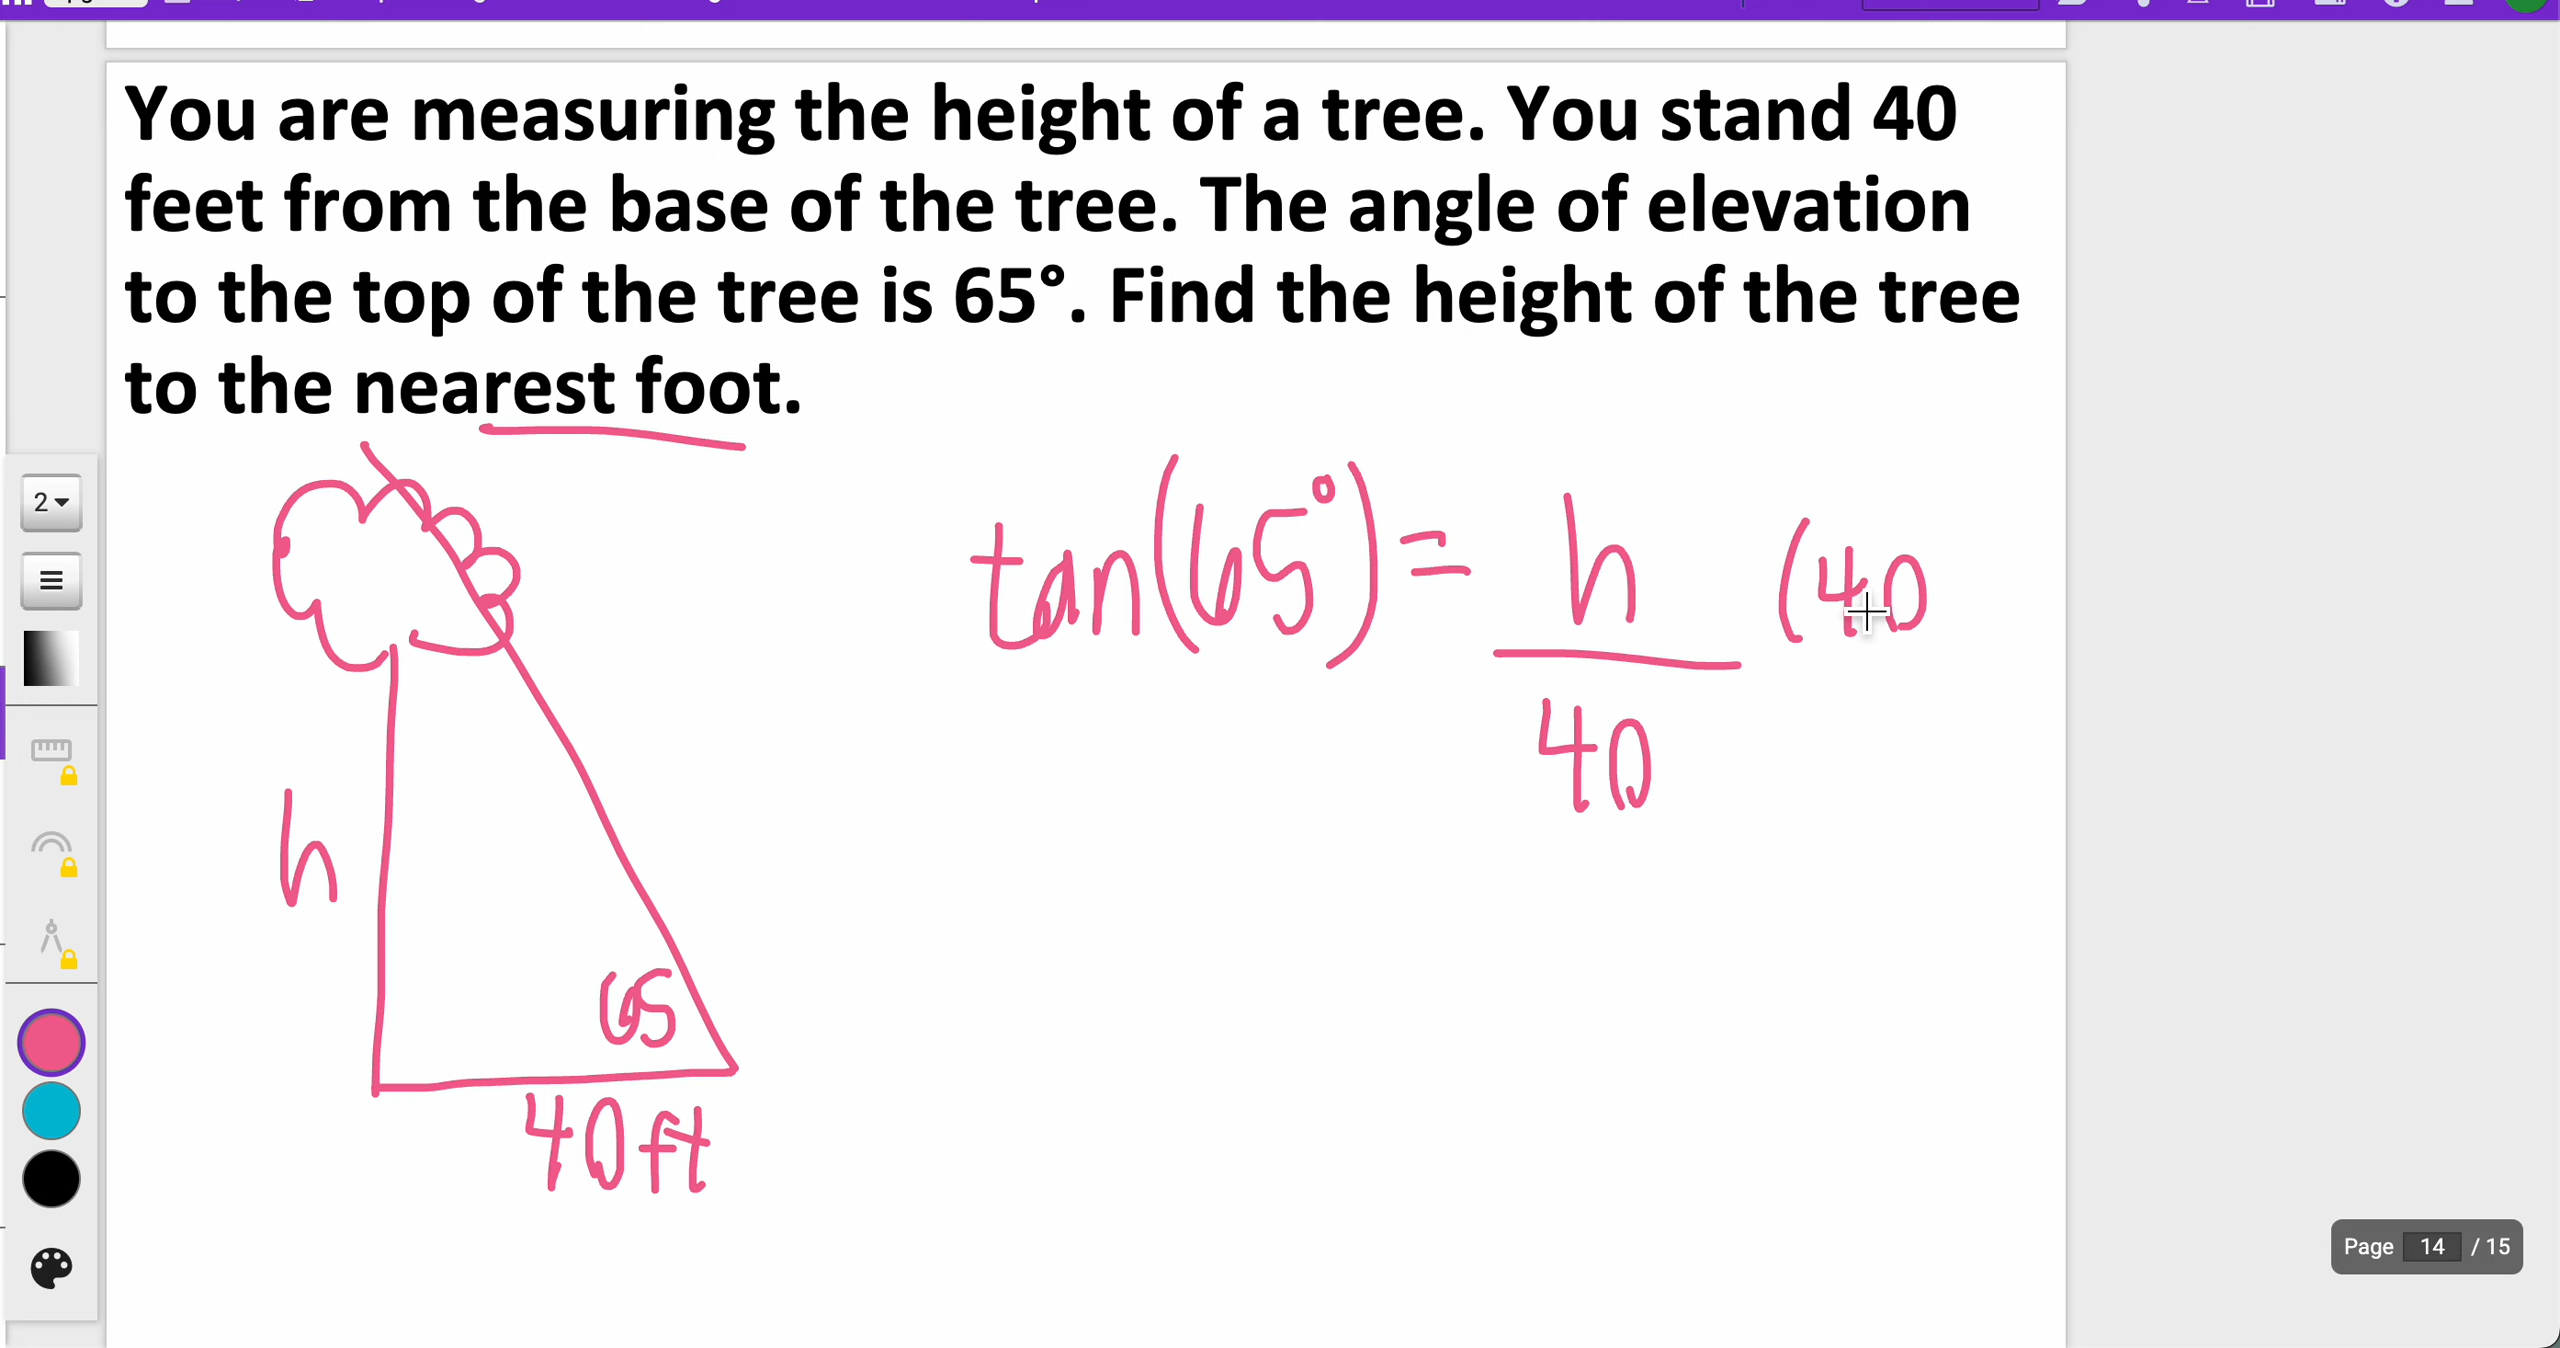 You are measuring the height of a tree. You stand 40
feet from the base of the tree. The angle of elevation
to the top of the tree is 65°. Find the height of the tree
to the nearest foot.
2
tan(65°) = h (40
40
h
65
40ft
Page 14 / 15